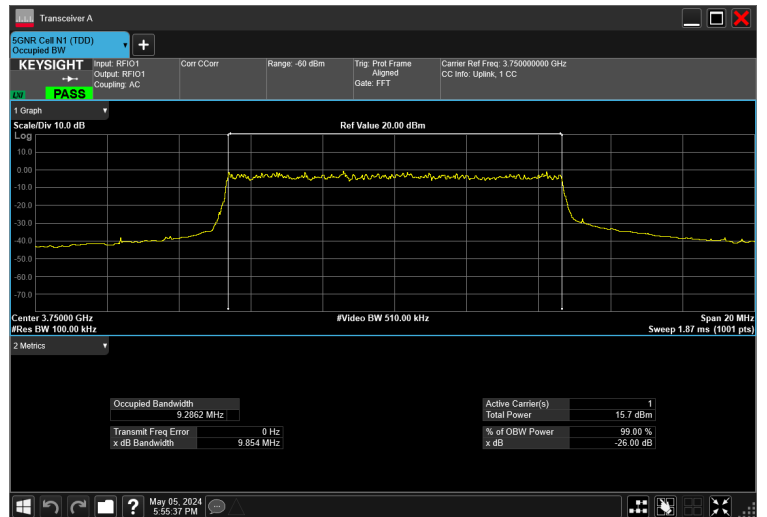 Transceiver A
5GNR Cell N1 (TDD)
Occupied BW
KEYSIGHT
Input: RFIO1
Output: RFIO1
Coupling: AC
Corr CCorr
Range: -60 dBm
Trig: Prot Frame
Aligned
Gate: FFT
Carrier Ref Freq: 3.750000000 GHz
CC Info: Uplink, 1 CC
LXI
PASS
1 Graph
Scale/Div 10.0 dB
Ref Value 20.00 dBm
Log
10.0
0.00
-10.0
-20.0
-30.0
-40.0
-50.0
-60.0
-70.0
Center 3.75000 GHz
#Video BW 510.00 kHz
Span 20 MHz
#Res BW 100.00 kHz
Sweep 1.87 ms (1001 pts)
2 Metrics
Occupied Bandwidth
9.2862 MHz
Transmit Freq Error 0 Hz
x dB Bandwidth 9.854 MHz
Active Carrier(s) 1
Total Power 15.7 dBm
% of OBW Power 99.00 %
x dB -26.00 dB
May 05, 2024
5:55:37 PM